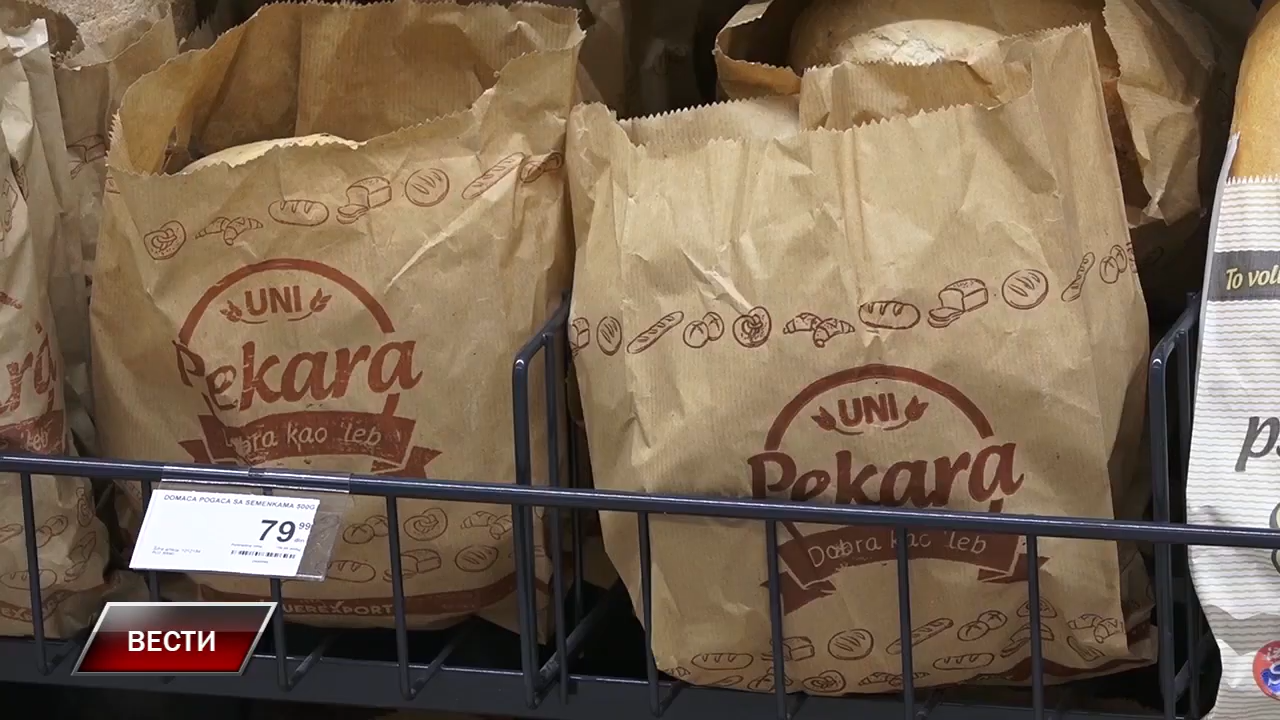 UNI
Pekara
Dobra kao 'leb
UNI
Pekara
Dobra kao 'leb
To vol
DOMACA POGACA SA SEMENKAMA 500G
79 99
din
UEREXPORT
ВЕСТИ